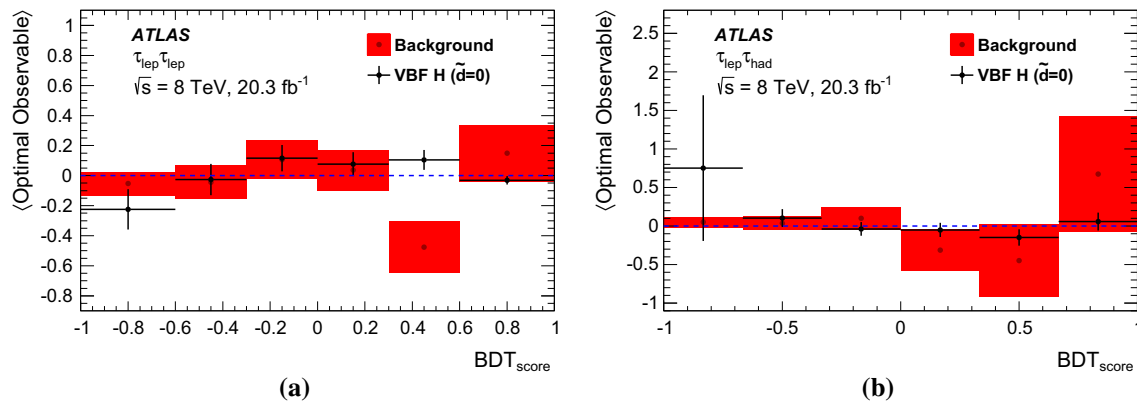 ⟨Optimal Observable⟩
1
0.8
0.6
0.4
0.2
0
-0.2
-0.4
-0.6
-0.8
ATLAS
τlepτlep
√s = 8 TeV, 20.3 fb-1
Background
VBF H (d̃=0)
-1 -0.8 -0.6 -0.4 -0.2 0 0.2 0.4 0.6 0.8 1
BDTscore
(a)
⟨Optimal Observable⟩
2.5
2
1.5
1
0.5
0
-0.5
-1
ATLAS
τlepτhad
√s = 8 TeV, 20.3 fb-1
Background
VBF H (d̃=0)
-1 -0.5 0 0.5 1
BDTscore
(b)